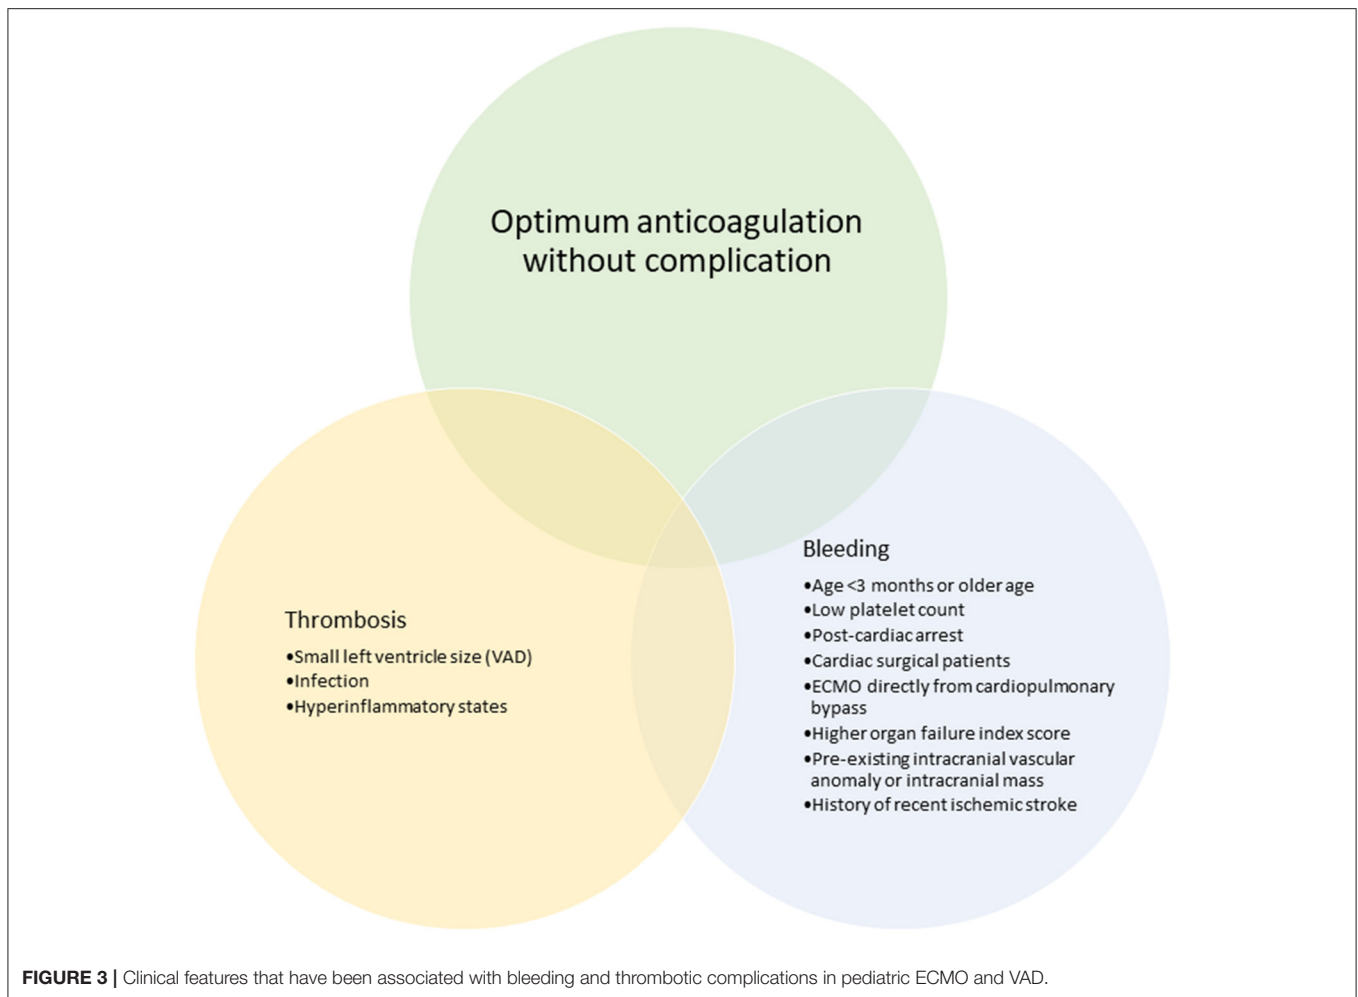 Optimum anticoagulation
without complication
Thrombosis
•Small left ventricle size (VAD)
•Infection
•Hyperinflammatory states
Bleeding
•Age <3 months or older age
•Low platelet count
•Post-cardiac arrest
•Cardiac surgical patients
•ECMO directly from cardiopulmonary
bypass
•Higher organ failure index score
•Pre-existing intracranial vascular
anomaly or intracranial mass
•History of recent ischemic stroke
FIGURE 3 | Clinical features that have been associated with bleeding and thrombotic complications in pediatric ECMO and VAD.